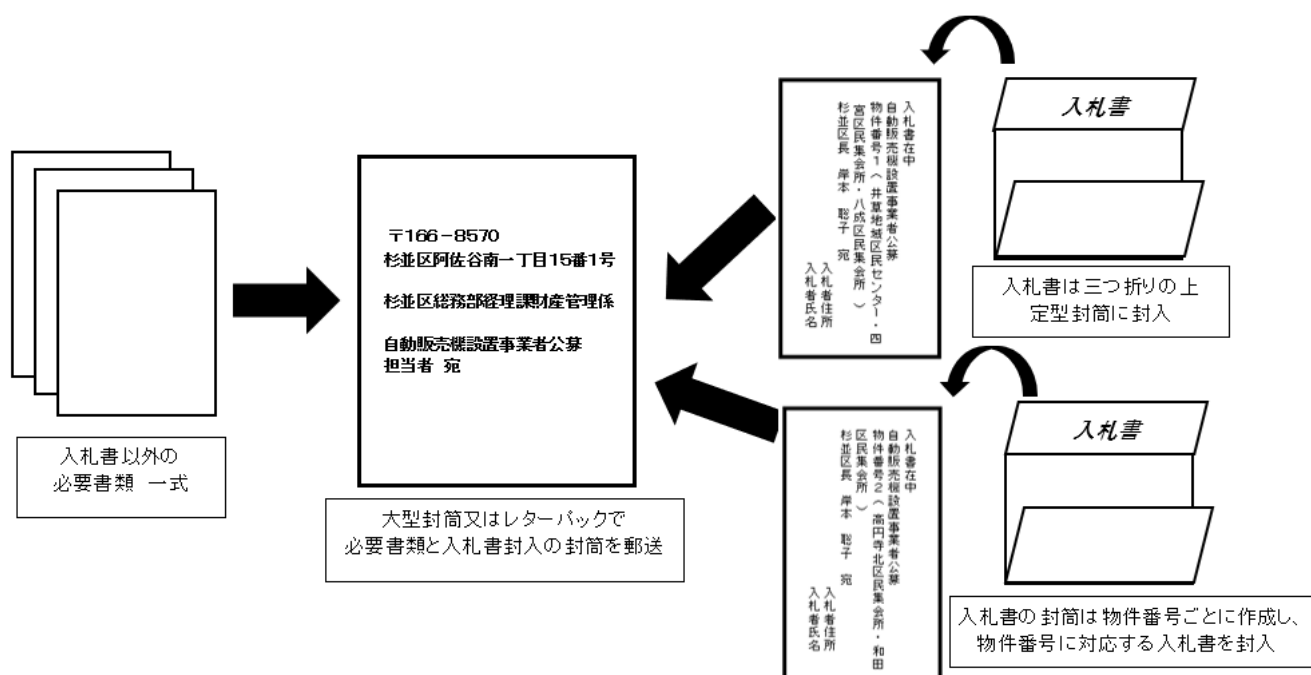 入札書以外の
必要書類 一式
〒166-8570
杉並区阿佐谷南一丁目15番1号
杉並区総務部経理課財産管理係
自動販売機設置事業者公募
担当者 宛
大型封筒又はレターパックで
必要書類と入札書封入の封筒を郵送
入札書在中
自動販売機設置事業者公募
物件番号1（井草地域区民センター・四
宮区民集会所・八成区民集会所）
杉並区長 岸本 聡子 宛
入札者住所
入札者氏名
入札書
入札書は三つ折りの上
定型封筒に封入
入札書在中
自動販売機設置事業者公募
物件番号2（高円寺北区民集会所・和田
区民集会所）
杉並区長 岸本 聡子 宛
入札者住所
入札者氏名
入札書
入札書の封筒は物件番号ごとに作成し、
物件番号に対応する入札書を封入